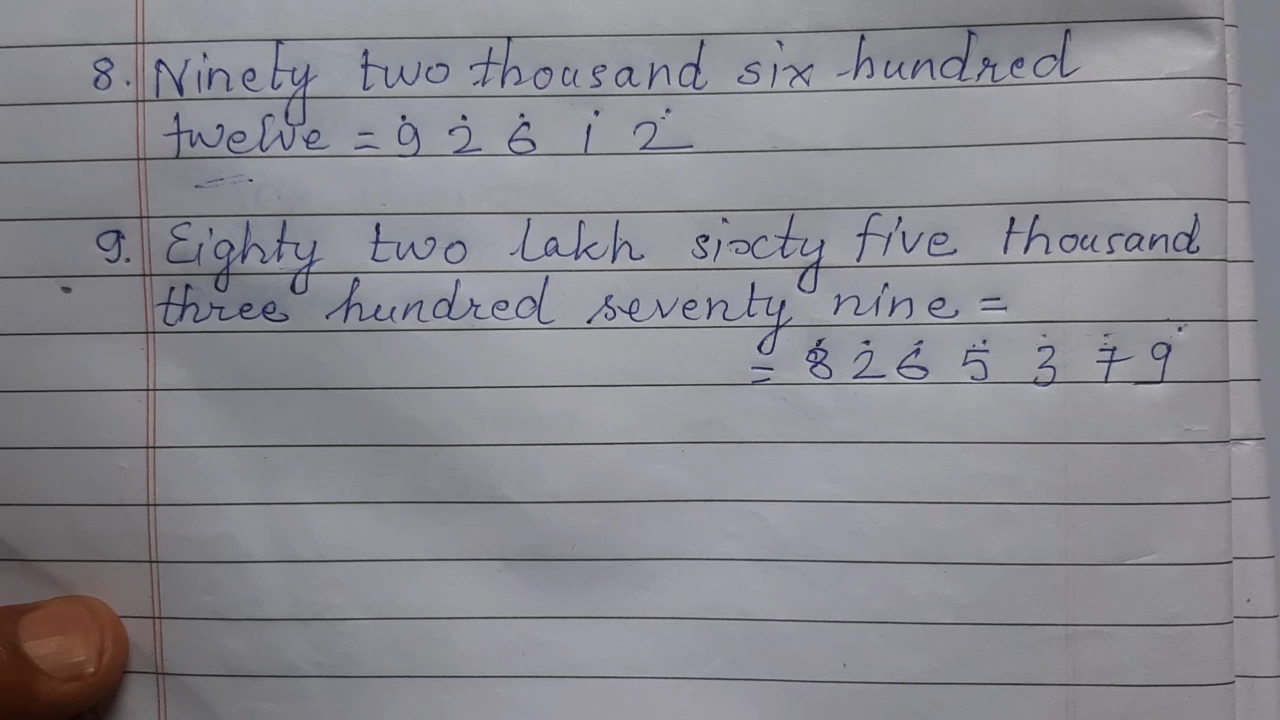 8. Ninety two thousand six hundred
twelve = 9 2 6 1 2
9. Eighty two lakh sixty five thousand
three hundred seventy nine =
= 8 2 6 5 3 7 9